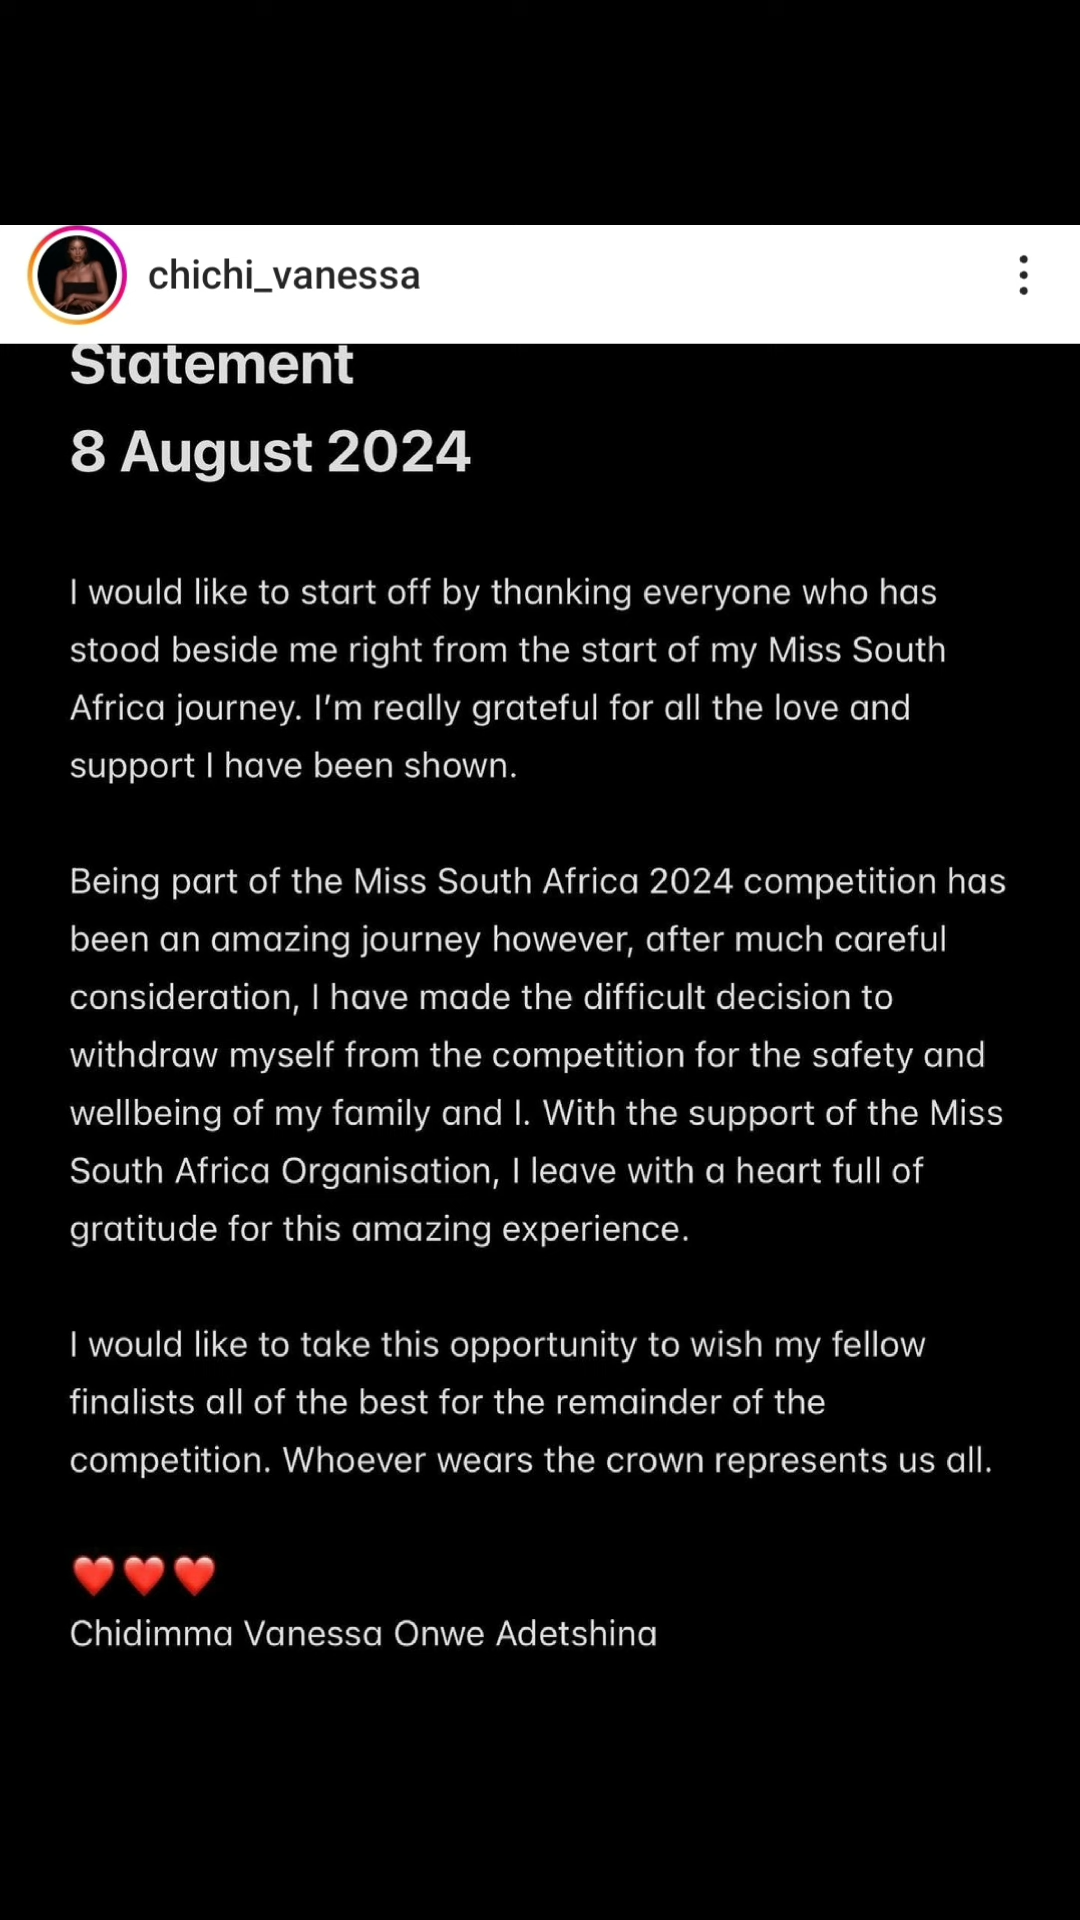 chichi_vanessa
Statement
8 August 2024
I would like to start off by thanking everyone who has
stood beside me right from the start of my Miss South
Africa journey. I’m really grateful for all the love and
support I have been shown.
Being part of the Miss South Africa 2024 competition has
been an amazing journey however, after much careful
consideration, I have made the difficult decision to
withdraw myself from the competition for the safety and
wellbeing of my family and I. With the support of the Miss
South Africa Organisation, I leave with a heart full of
gratitude for this amazing experience.
I would like to take this opportunity to wish my fellow
finalists all of the best for the remainder of the
competition. Whoever wears the crown represents us all.
❤️❤️❤️
Chidimma Vanessa Onwe Adetshina